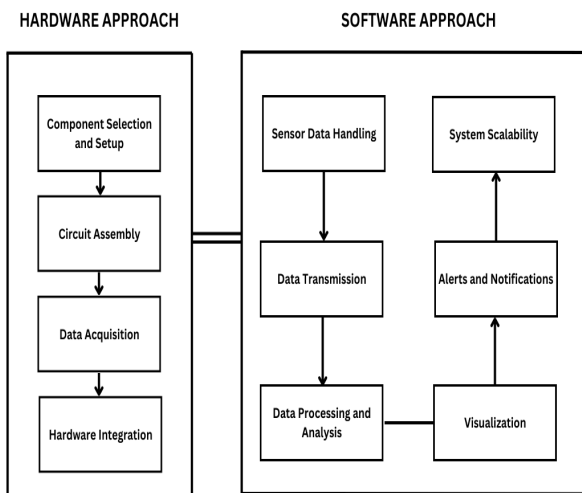 HARDWARE APPROACH
SOFTWARE APPROACH
Component Selection
and Setup
Circuit Assembly
Data Acquisition
Hardware Integration
Sensor Data Handling
Data Transmission
Data Processing and
Analysis
Visualization
Alerts and Notifications
System Scalability